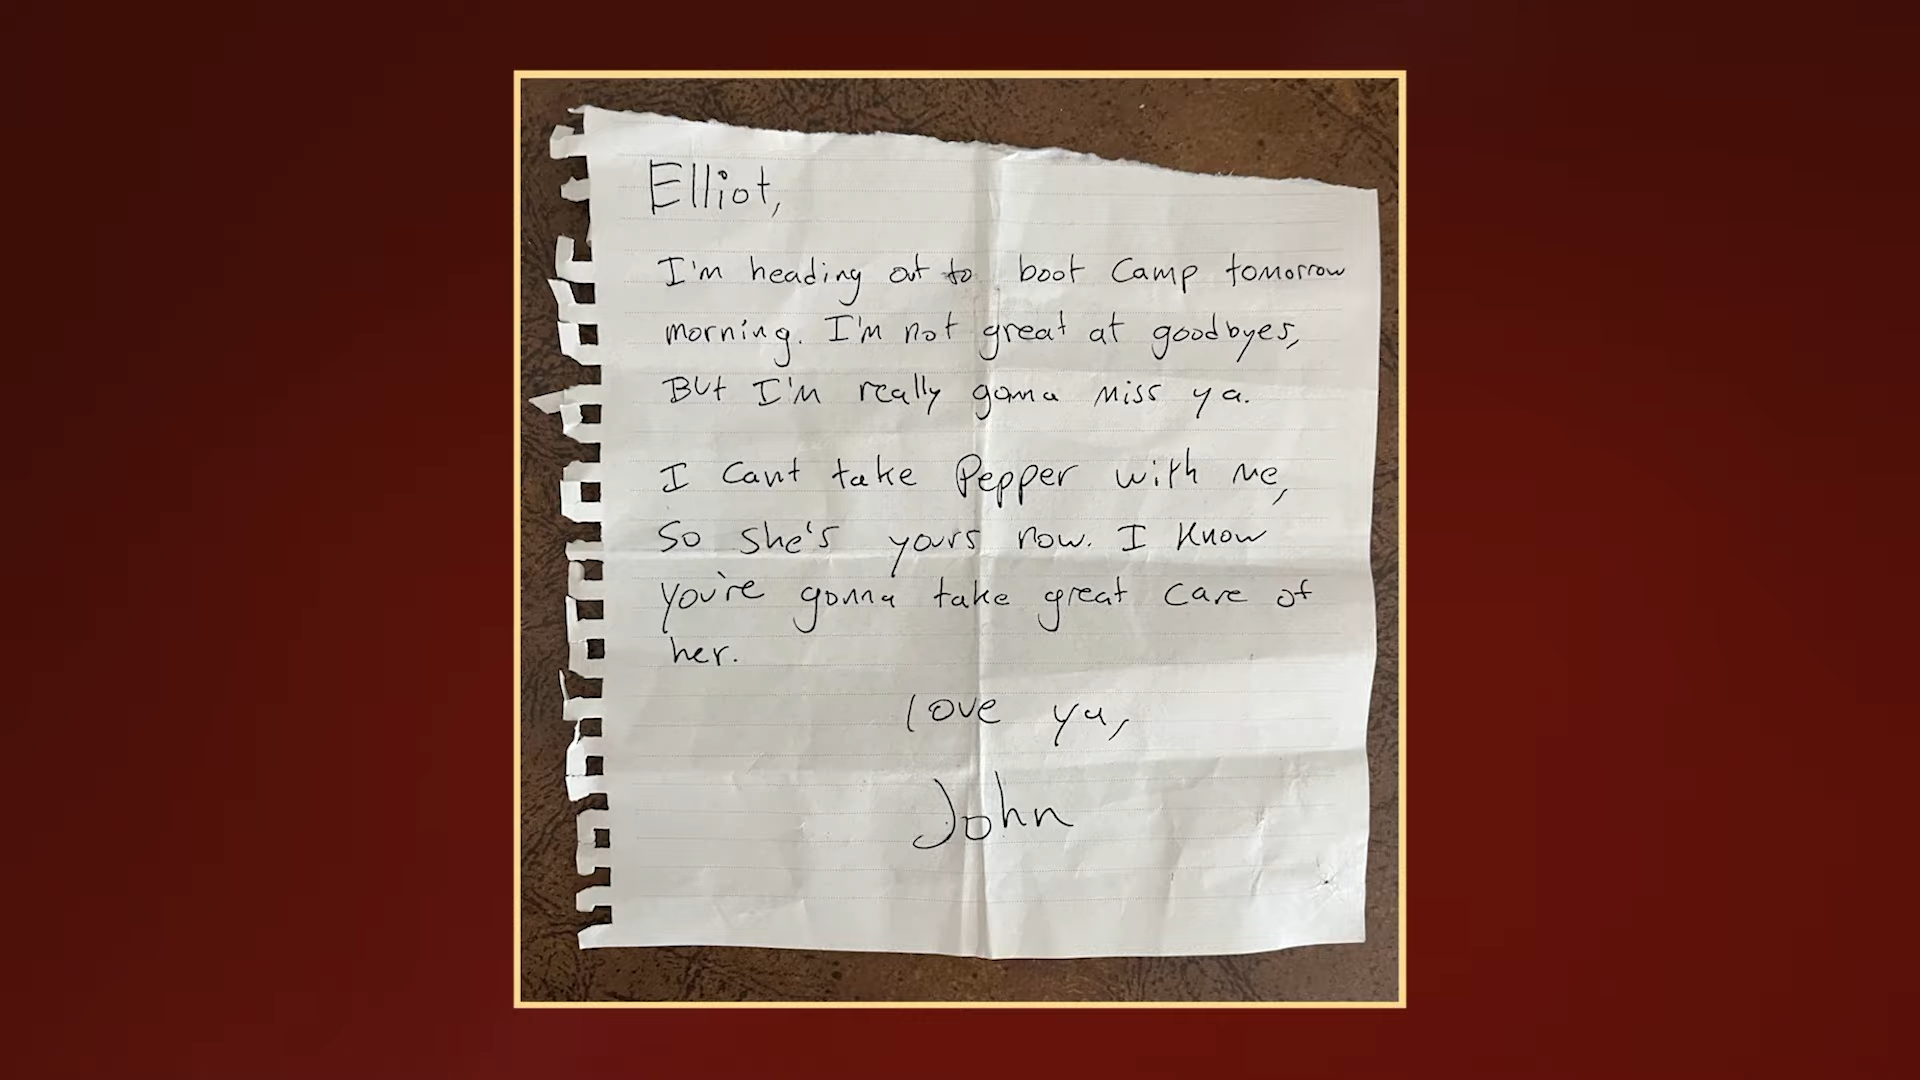 Elliot,
I'm heading out to boot Camp tomorrow
morning. I'm not great at goodbyes,
But I'm really gonna miss ya.
I cant take Pepper with me,
So she's yours now. I know
you're gonna take great care of
her.
love ya,
John